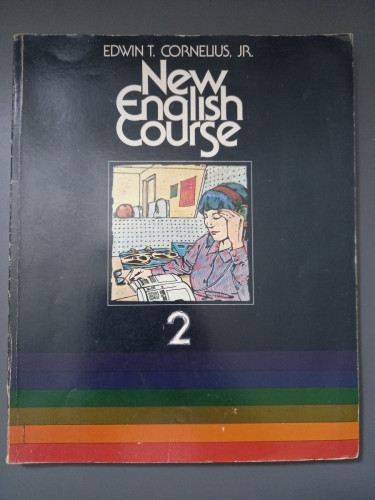 EDWIN T. CORNELIUS, JR.
New
English
Course
2